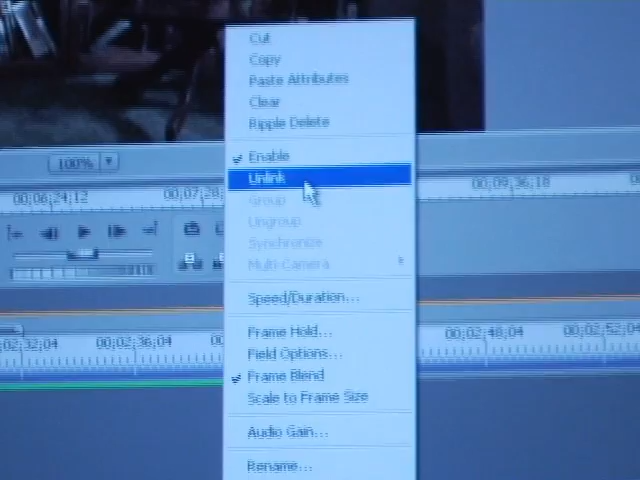 Cut
Copy
Paste Attributes
Clear
Ripple Delete
Enable
100%
Unlink
00;06;24;12
00;07;28;
00;09;36;18
Group
Ungroup
Synchronize
Multi-Camera
Speed/Duration...
Frame Hold...
02;32;04
00;02;36;04
00;02;48;04
00;02;52;04
Field Options...
Frame Blend
Scale to Frame Size
Audio Gain...
Rename...